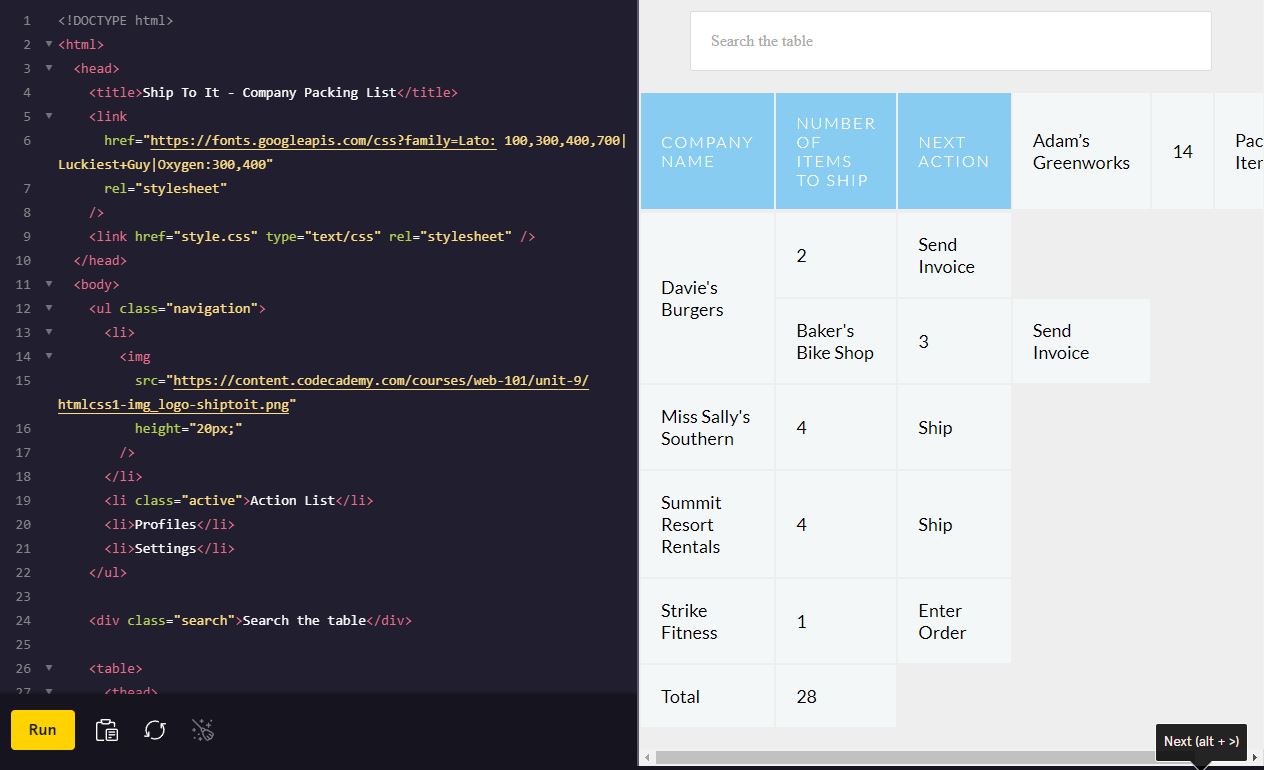 1 <!DOCTYPE html>
2 <html>
3 <head>
4 <title>Ship To It - Company Packing List</title>
5 <link
6 href="https://fonts.googleapis.com/css?family=Lato: 100,300,400,700|
Luckiest+Guy|Oxygen:300,400"
7 rel="stylesheet"
8 />
9 <link href="style.css" type="text/css" rel="stylesheet" />
10 </head>
11 <body>
12 <ul class="navigation">
13 <li>
14 <img
15 src="https://content.codecademy.com/courses/web-101/unit-9/
htmlcss1-img_logo-shiptoit.png"
16 height="20px;"
17 />
18 </li>
19 <li class="active">Action List</li>
20 <li>Profiles</li>
21 <li>Settings</li>
22 </ul>
23
24 <div class="search">Search the table</div>
25
26 <table>
27 <thead>
Run
Search the table
COMPANY
NAME
NUMBER
OF
ITEMS
TO SHIP
NEXT
ACTION
Adam’s
Greenworks
14
Pac
Iter
Davie's
Burgers
2
Send
Invoice
Baker's
Bike Shop
3
Send
Invoice
Miss Sally's
Southern
4
Ship
Summit
Resort
Rentals
4
Ship
Strike
Fitness
1
Enter
Order
Total
28
Next (alt + >)